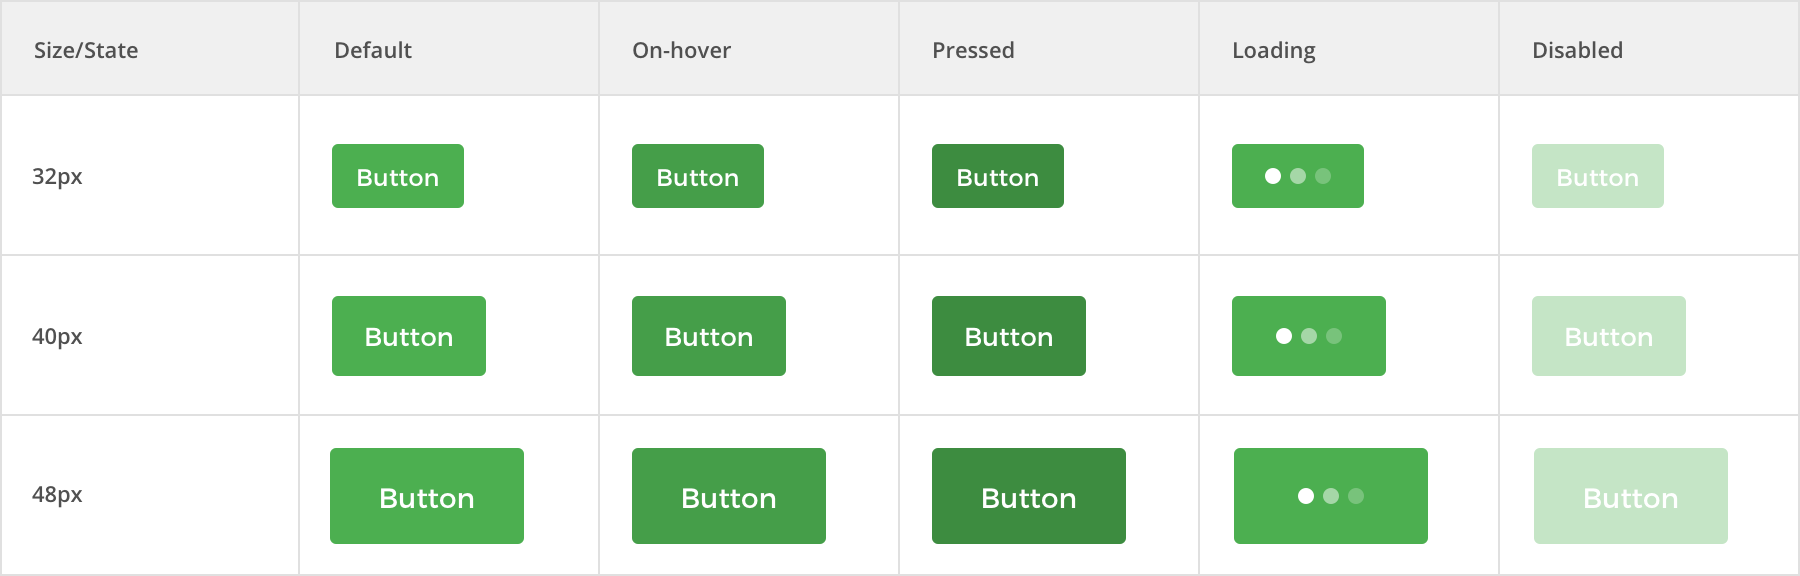 Size/State Default On-hover Pressed Loading Disabled
32px Button Button Button Button
40px Button Button Button Button
48px Button Button Button Button